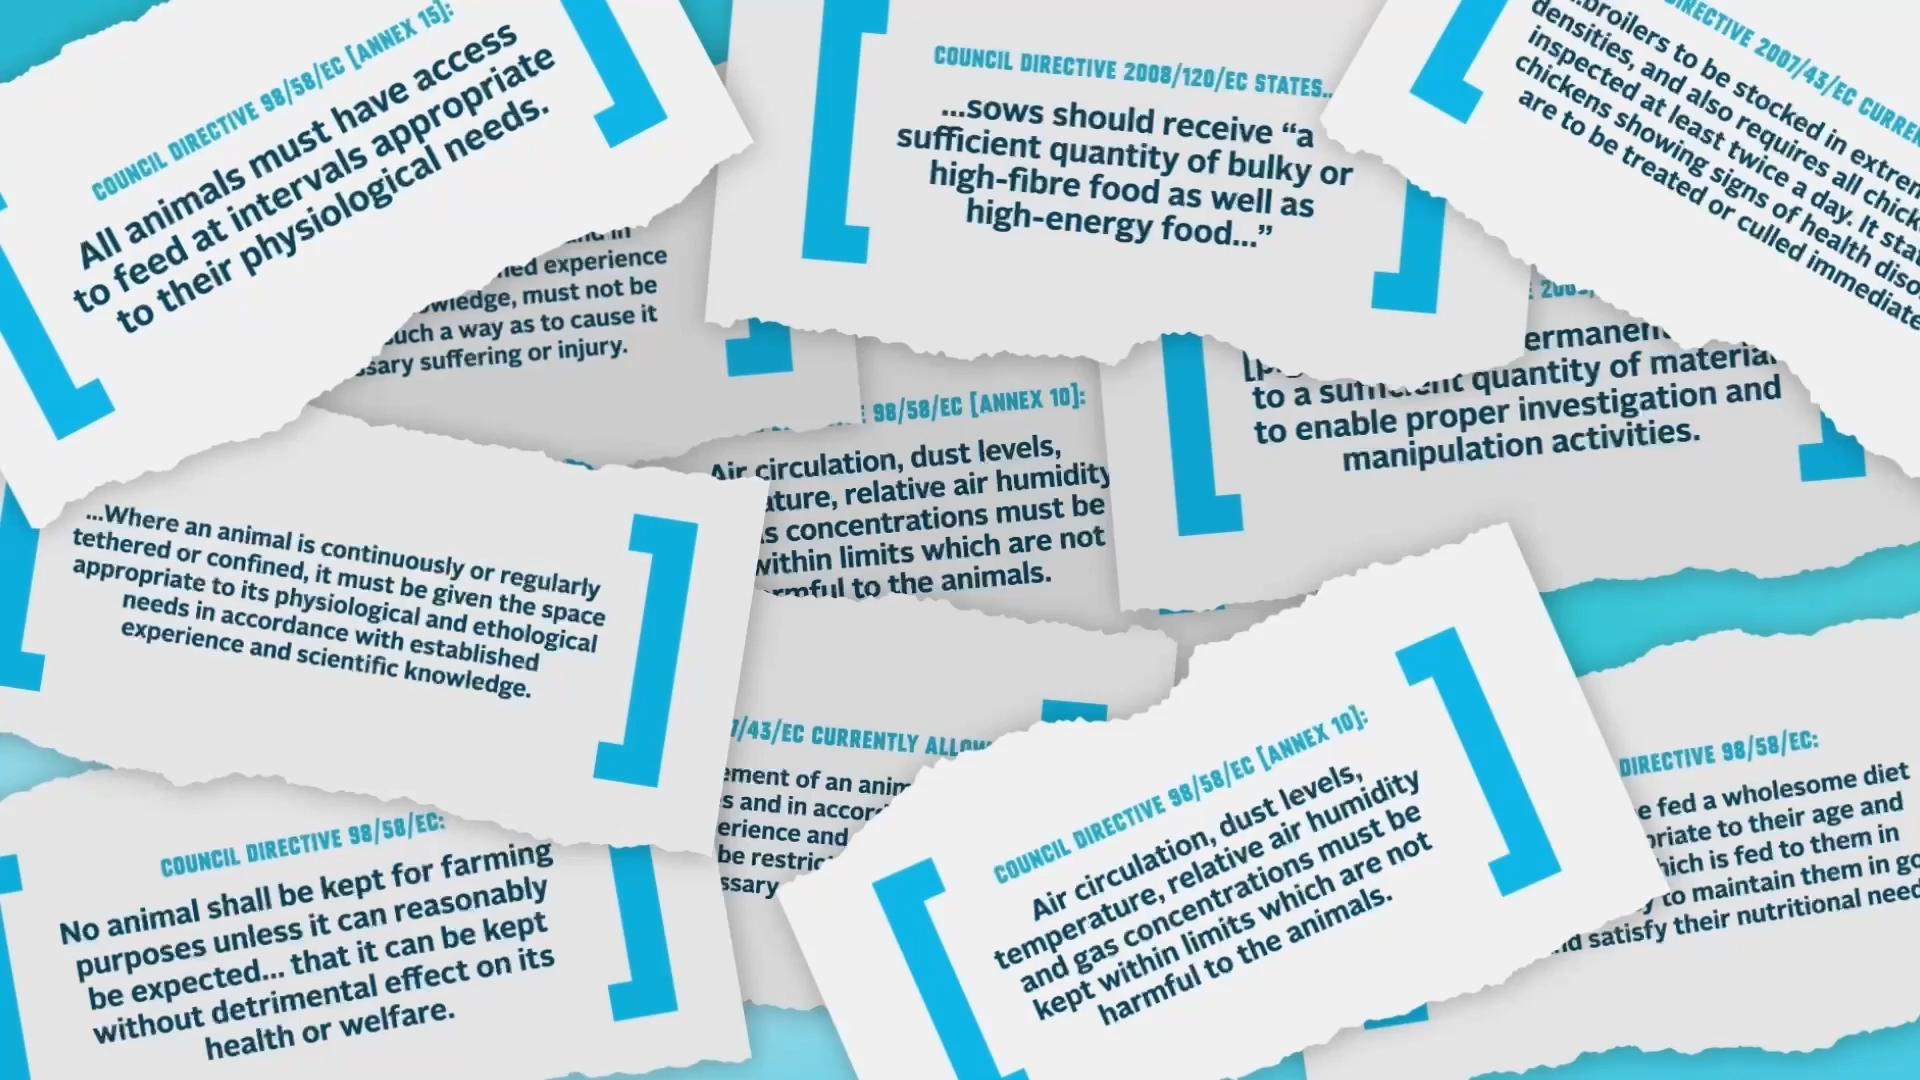 COUNCIL DIRECTIVE 98/58/EC [ANNEX 15]:
All animals must have access
to feed at intervals appropriate
to their physiological needs.
COUNCIL DIRECTIVE 2008/120/EC STATES..
...sows should receive “a
sufficient quantity of bulky or
high-fibre food as well as
high-energy food...”
DIRECTIVE 2007/43/EC
...broilers to be stocked in
densities, and also requires all
inspected at least twice a day. It
chickens showing signs of health
are to be treated or culled
and in
experience
must not be
such a way as to cause it
suffering or injury.
98/58/EC [ANNEX 10]:
Air circulation, dust levels,
relative air humidity
concentrations must be
within limits which are not
to the animals.
to a sufficient quantity of material
to enable proper investigation and
manipulation activities.
...Where an animal is continuously or regularly
tethered or confined, it must be given the space
appropriate to its physiological and ethological
needs in accordance with established
experience and scientific knowledge.
/43/EC CURRENTLY
of an
and in
and
be
COUNCIL DIRECTIVE 98/58/EC:
No animal shall be kept for farming
purposes unless it can reasonably
be expected... that it can be kept
without detrimental effect on its
health or welfare.
COUNCIL DIRECTIVE 98/58/EC [ANNEX 10]:
Air circulation, dust levels,
temperature, relative air humidity
and gas concentrations must be
kept within limits which are not
harmful to the animals.
DIRECTIVE 98/58/EC:
fed a wholesome diet
to their age and
which is fed to them in
to maintain them in
satisfy their nutritional